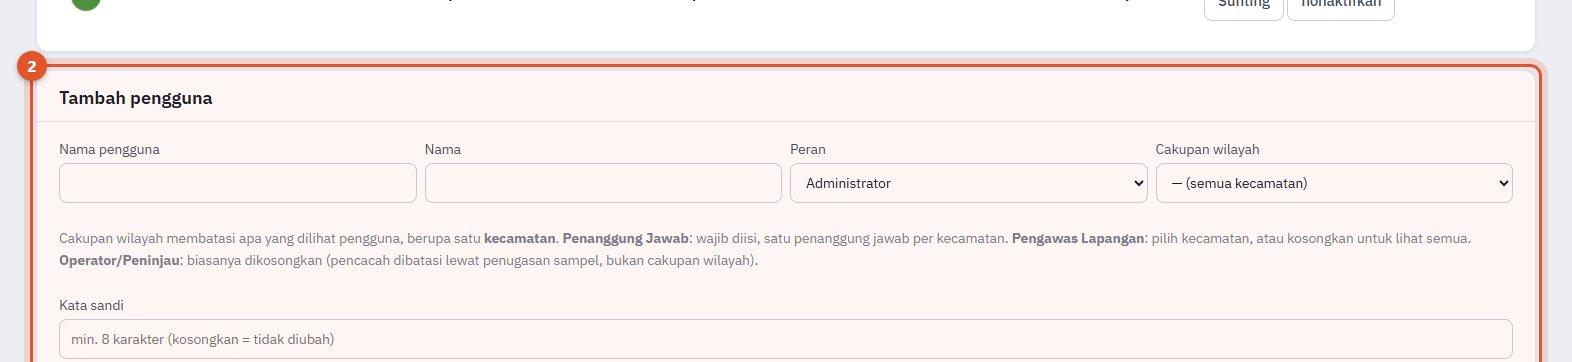 Sunting nonaktifkan
2
Tambah pengguna
Nama pengguna Nama Peran Cakupan wilayah
Administrator — (semua kecamatan)
Cakupan wilayah membatasi apa yang dilihat pengguna, berupa satu kecamatan. Penanggung Jawab: wajib diisi, satu penanggung jawab per kecamatan. Pengawas Lapangan: pilih kecamatan, atau kosongkan untuk lihat semua.
Operator/Peninjau: biasanya dikosongkan (pencacah dibatasi lewat penugasan sampel, bukan cakupan wilayah).
Kata sandi
min. 8 karakter (kosongkan = tidak diubah)